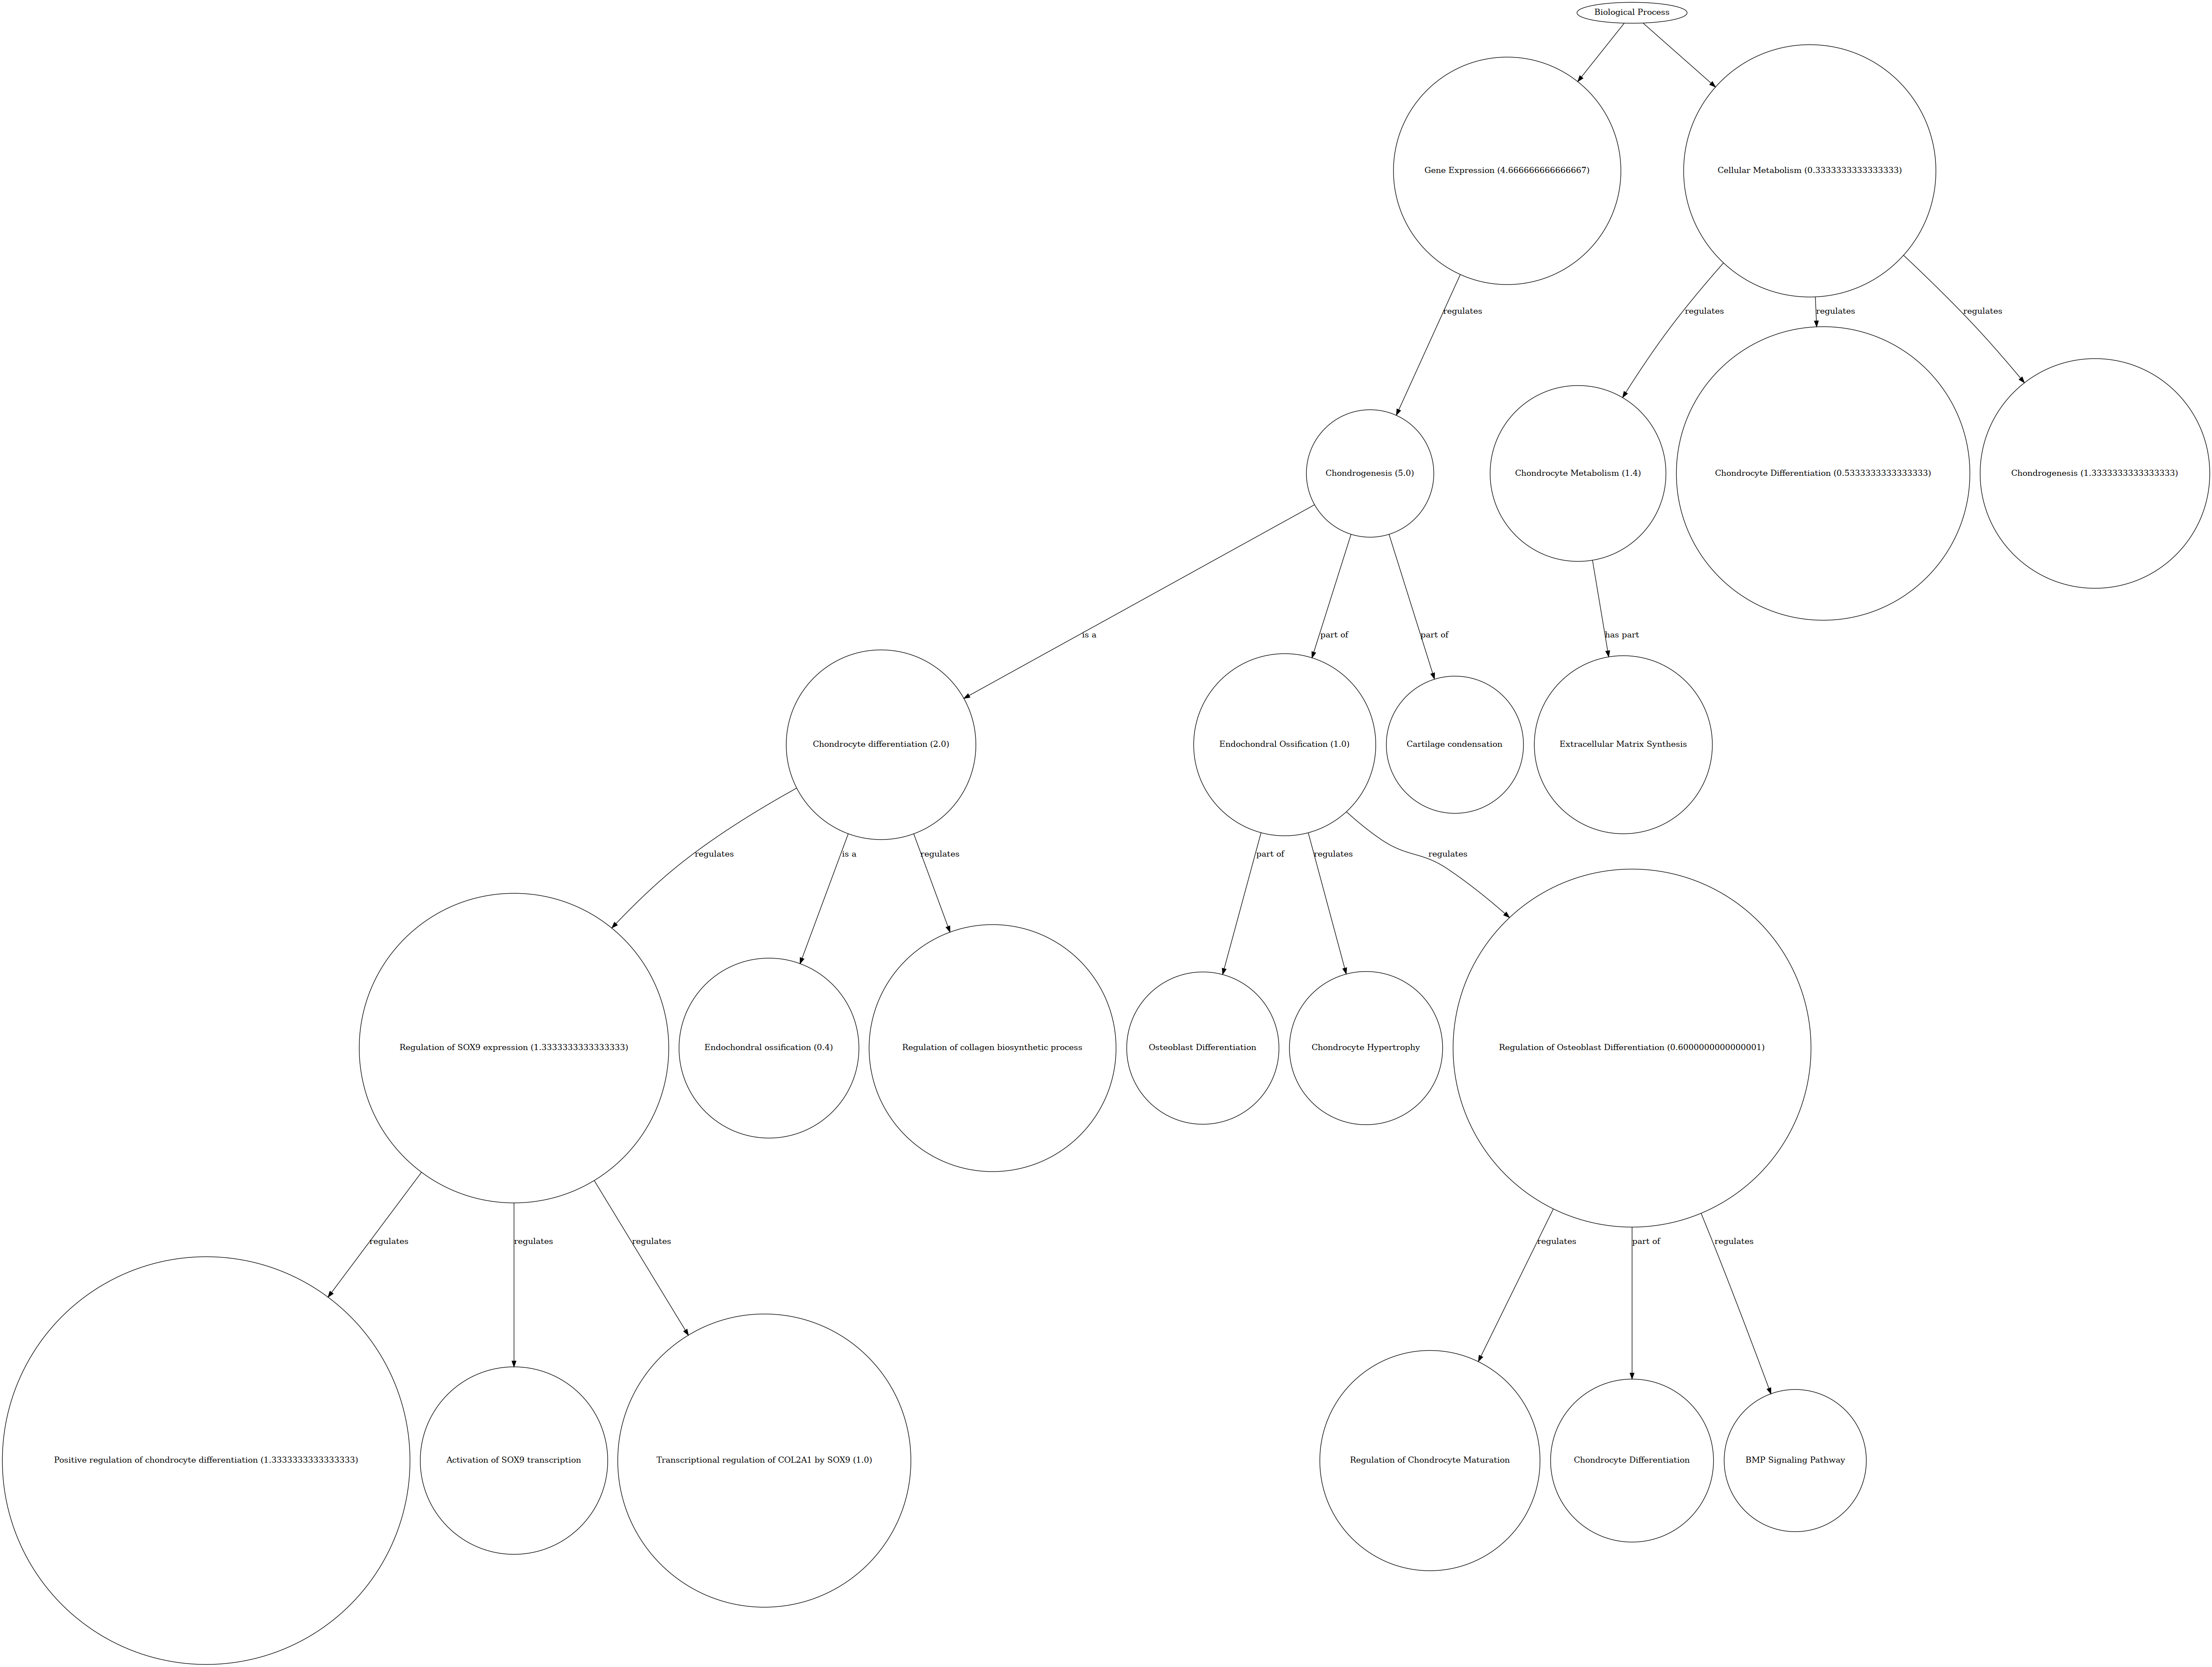 Biological Process
Gene Expression (4.666666666666667)
Cellular Metabolism (0.3333333333333333)
regulates
regulates
regulates
regulates
Chondrogenesis (5.0)
Chondrocyte Metabolism (1.4)
Chondrocyte Differentiation (0.5333333333333333)
Chondrogenesis (1.3333333333333333)
is a
part of
part of
has part
Chondrocyte differentiation (2.0)
Endochondral Ossification (1.0)
Cartilage condensation
Extracellular Matrix Synthesis
regulates
is a
regulates
part of
regulates
regulates
Regulation of SOX9 expression (1.3333333333333333)
Endochondral ossification (0.4)
Regulation of collagen biosynthetic process
Osteoblast Differentiation
Chondrocyte Hypertrophy
Regulation of Osteoblast Differentiation (0.6000000000000001)
regulates
regulates
regulates
regulates
part of
regulates
Positive regulation of chondrocyte differentiation (1.3333333333333333)
Activation of SOX9 transcription
Transcriptional regulation of COL2A1 by SOX9 (1.0)
Regulation of Chondrocyte Maturation
Chondrocyte Differentiation
BMP Signaling Pathway